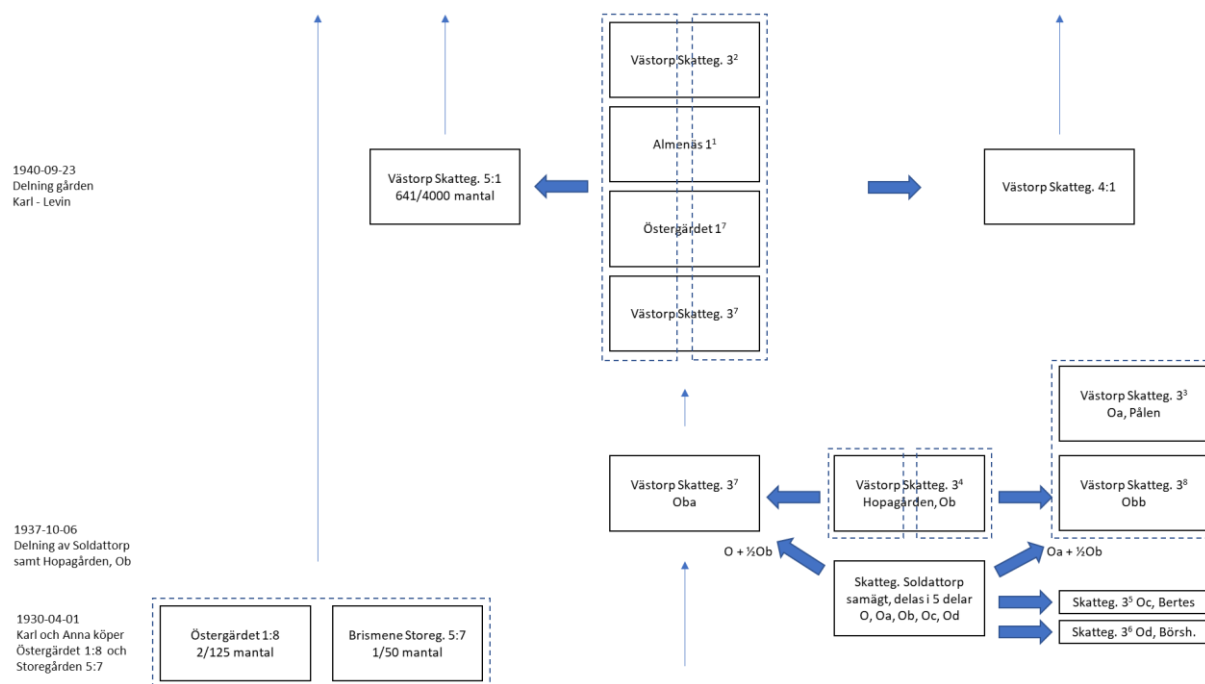 Västorp Skatteg. 3²
Almenäs 1¹
1940-09-23
Delning gården
Karl - Levin
Västorp Skatteg. 5:1
641/4000 mantal
Västorp Skatteg. 4:1
Östergärdet 1⁷
Västorp Skatteg. 3⁷
Västorp Skatteg. 3³
Oa, Pålen
Västorp Skatteg. 3⁷
Oba
Västorp Skatteg. 3⁴
Hopagården, Ob
Västorp Skatteg. 3⁸
Obb
1937-10-06
Delning av Soldattorp
samt Hopagården, Ob
O + ½Ob
Oa + ½Ob
Skatteg. Soldattorp
samägt, delas i 5 delar
O, Oa, Ob, Oc, Od
Skatteg. 3⁵ Oc, Bertes
Skatteg. 3⁶ Od, Börsh.
1930-04-01
Karl och Anna köper
Östergärdet 1:8 och
Storegården 5:7
Östergärdet 1:8
2/125 mantal
Brismene Storeg. 5:7
1/50 mantal